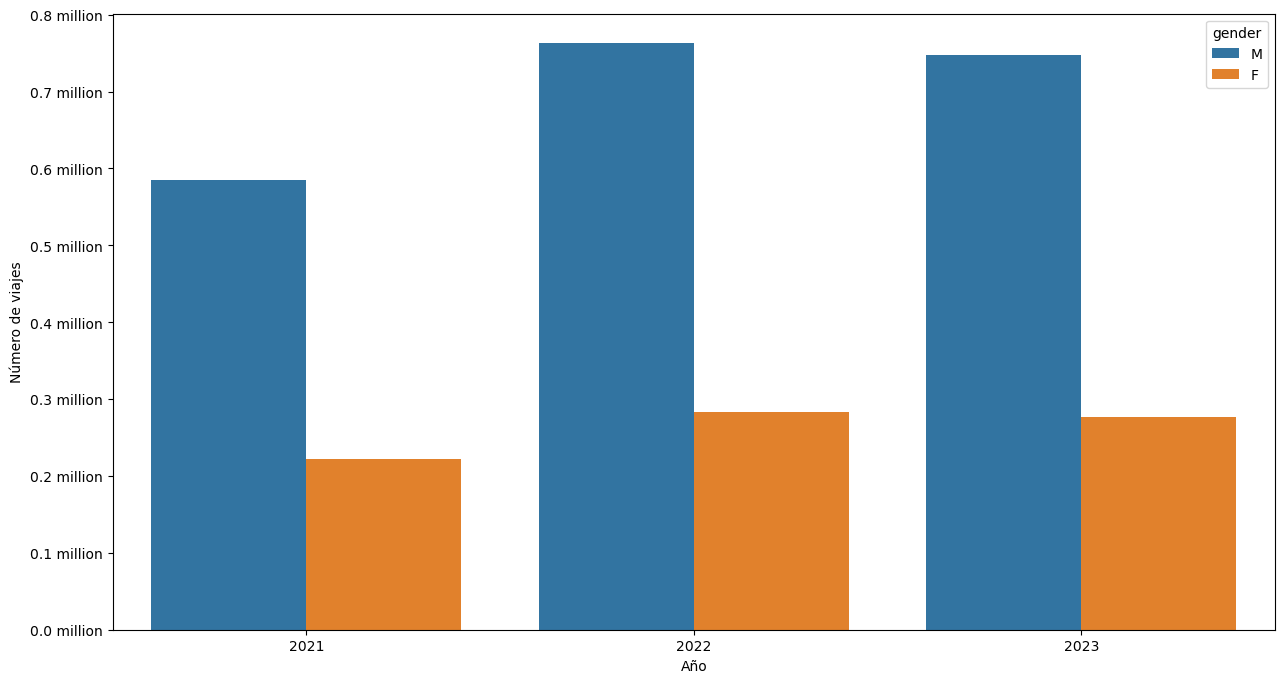 0.8 million
0.7 million
0.6 million
0.5 million
0.4 million
0.3 million
0.2 million
0.1 million
0.0 million
Número de viajes
gender
M
F
2021
2022
2023
Año